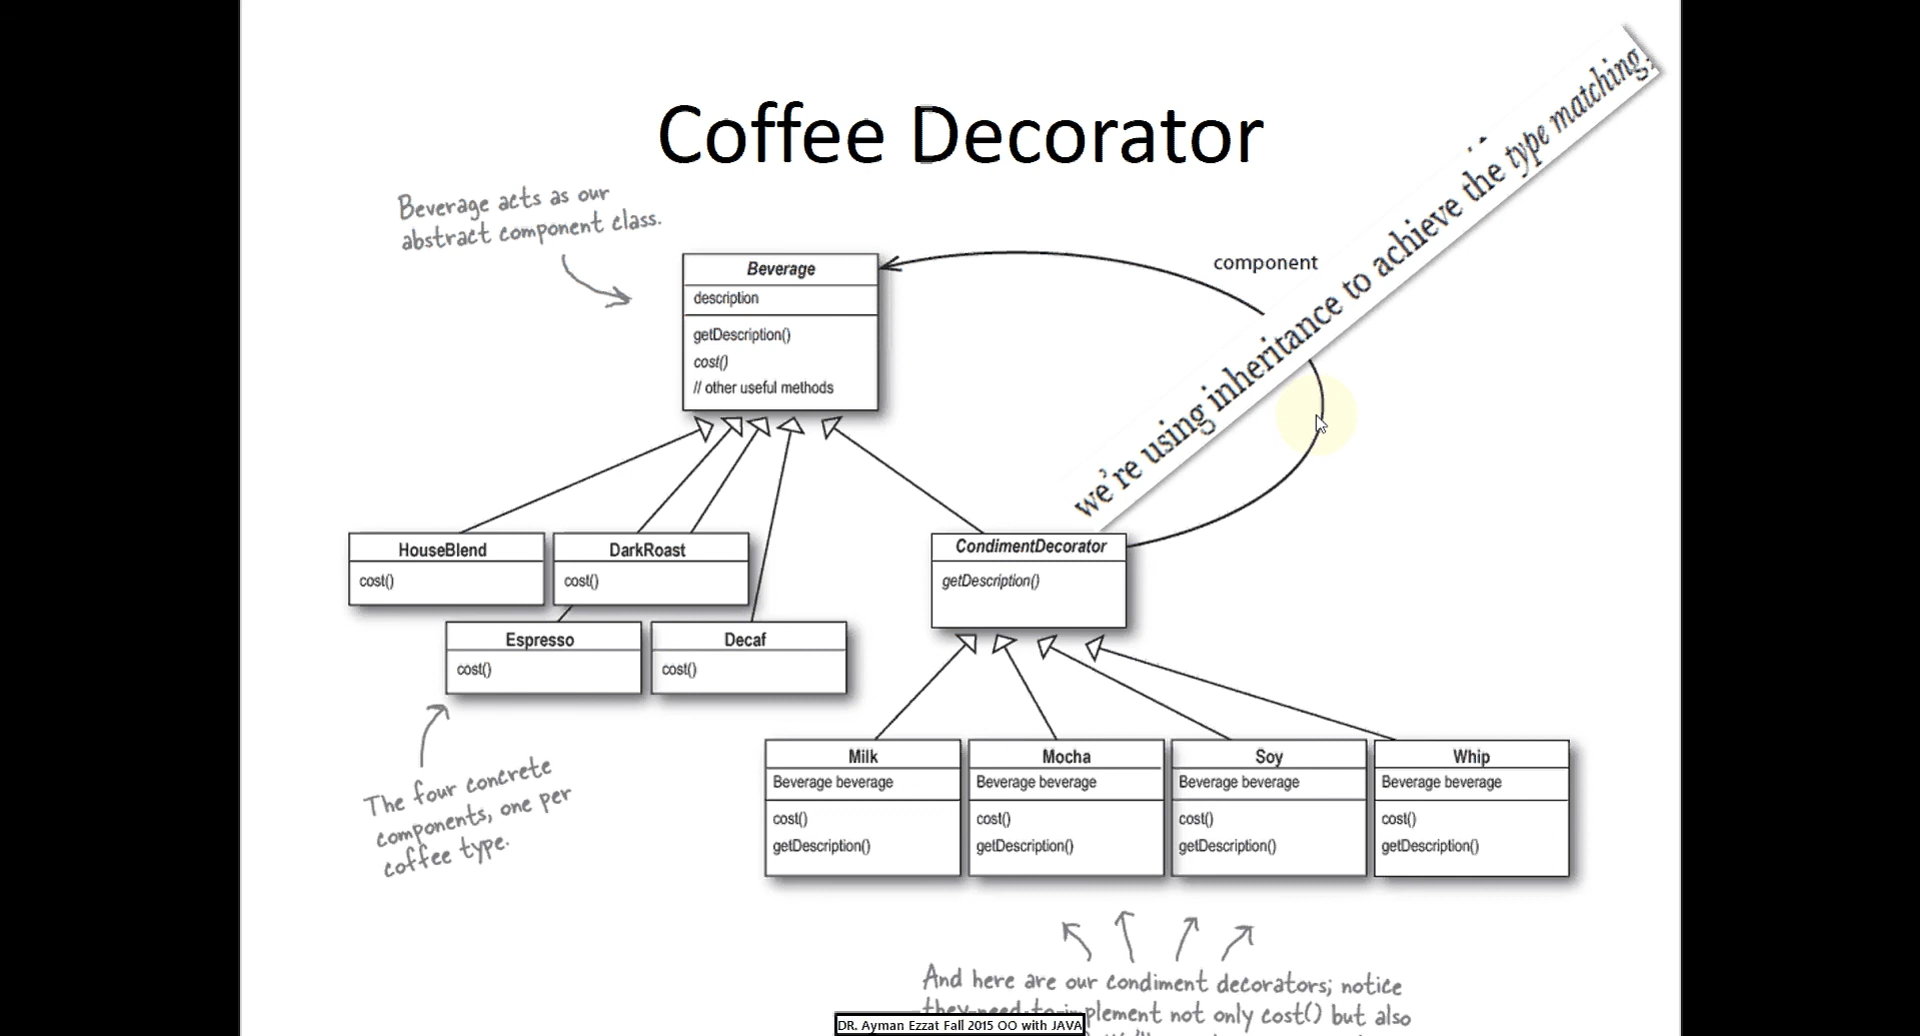 Coffee Decorator
we're using inheritance to achieve the type matching,
Beverage acts as our
abstract component class.
component
Beverage
description
getDescription()
cost()
// other useful methods
HouseBlend
cost()
DarkRoast
cost()
CondimentDecorator
getDescription()
Espresso
cost()
Decaf
cost()
The four concrete
components, one per
coffee type.
Milk
Beverage beverage
cost()
getDescription()
Mocha
Beverage beverage
cost()
getDescription()
Soy
Beverage beverage
cost()
getDescription()
Whip
Beverage beverage
cost()
getDescription()
And here are our condiment decorators; notice
they need to implement not only cost() but also
DR. Ayman Ezzat Fall 2015 OO with JAVA